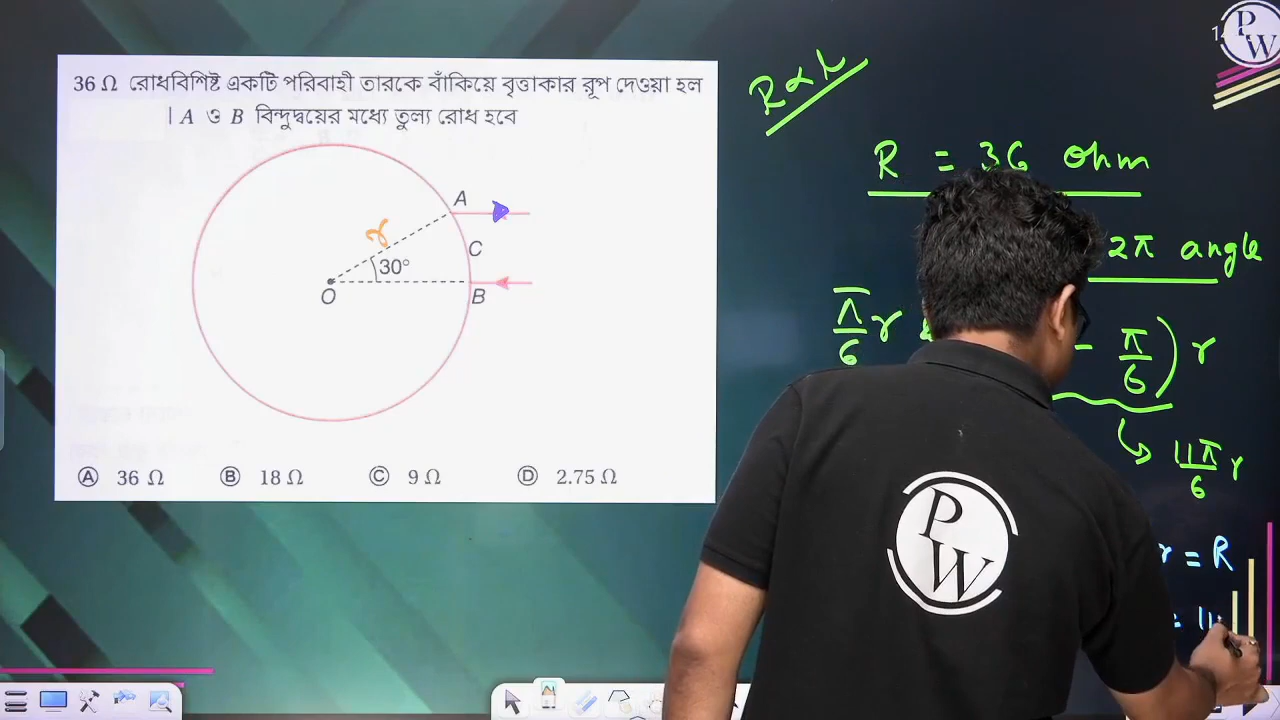 36 Ω রোধবিশিষ্ট একটি পরিবাহী তারকে বাঁকিয়ে বৃত্তাকার রূপ দেওয়া হল
| A ও B বিন্দুদ্বয়ের মধ্যে তুল্য রোধ হবে
A
r
C
30°
O
B
Ⓐ 36 Ω Ⓑ 18 Ω Ⓒ 9 Ω Ⓓ 2.75 Ω
R ∝ l
R = 36 ohm
2π angle
π/6 r
- π/6) r
11π/6 r
r = R
= 11
P W
P W